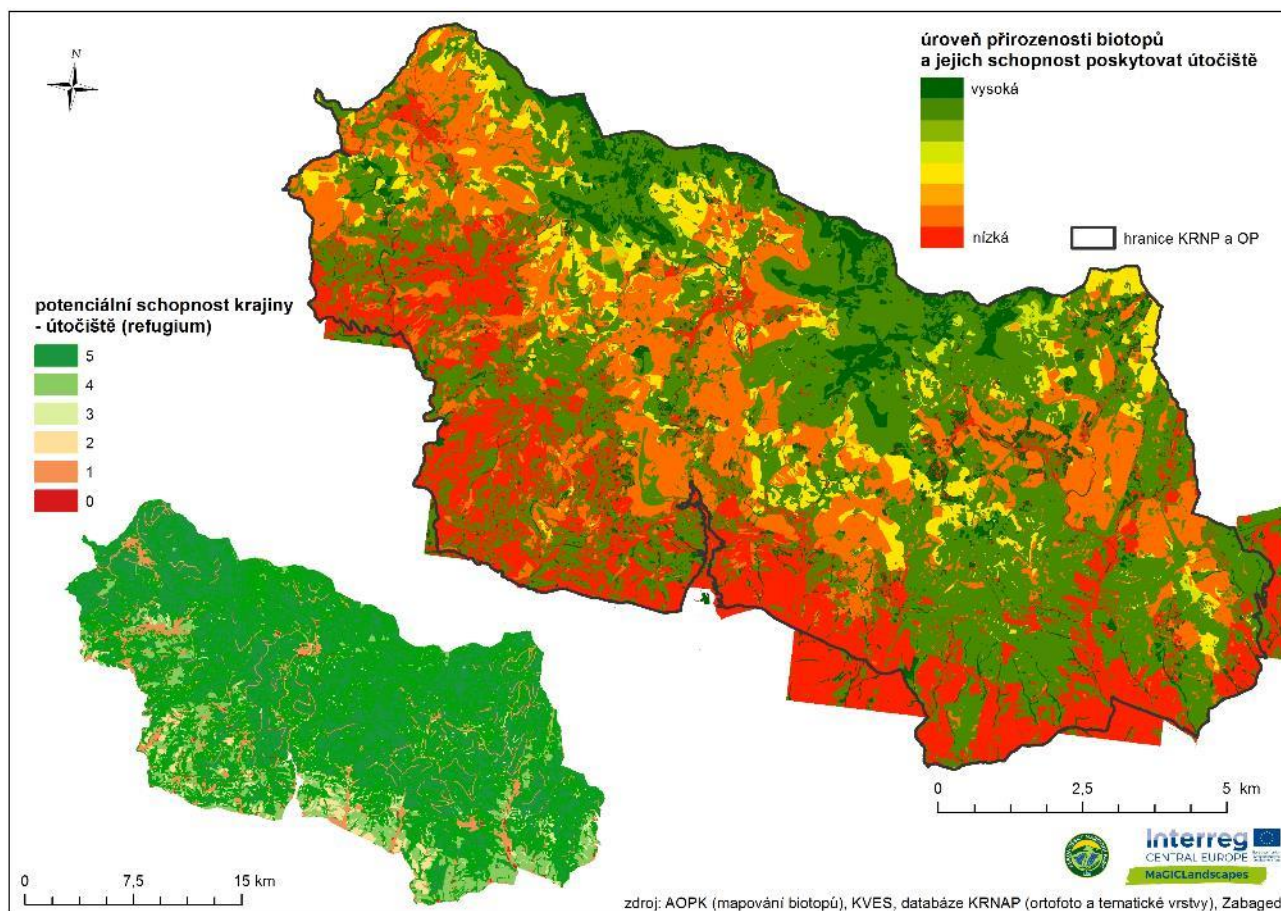 N
úroveň přirozenosti biotopů
a jejich schopnost poskytovat útočiště
vysoká
nízká
hranice KRNP a OP
potenciální schopnost krajiny
- útočiště (refugium)
5
4
3
2
1
0
0 2,5 5 km
0 7,5 15 km
Interreg
CENTRAL EUROPE
MaGICLandscapes
zdroj: AOPK (mapování biotopů), KVES, databáze KRNAP (ortofoto a tematické vrstvy), Zabaged